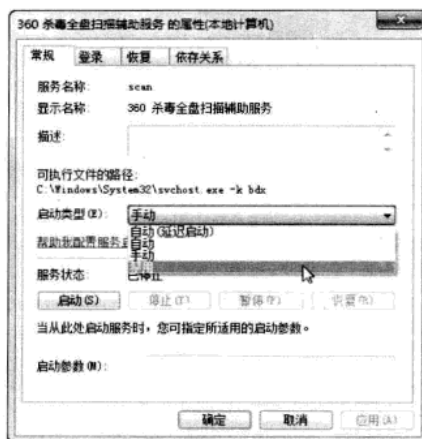 360 杀毒全盘扫描辅助服务 的属性(本地计算机)
常规 登录 恢复 依存关系
服务名称: scan
显示名称: 360 杀毒全盘扫描辅助服务
描述:
可执行文件的路径:
C:\Windows\System32\svchost.exe -k bdx
启动类型(E): 手动
自动(延迟启动)
自动
帮助我配置服务
手动
服务状态: 已停止
启动(S) 停止(T) 暂停(P) 恢复(R)
当从此处启动服务时，您可指定所适用的启动参数。
启动参数(M):
确定 取消 应用(A)